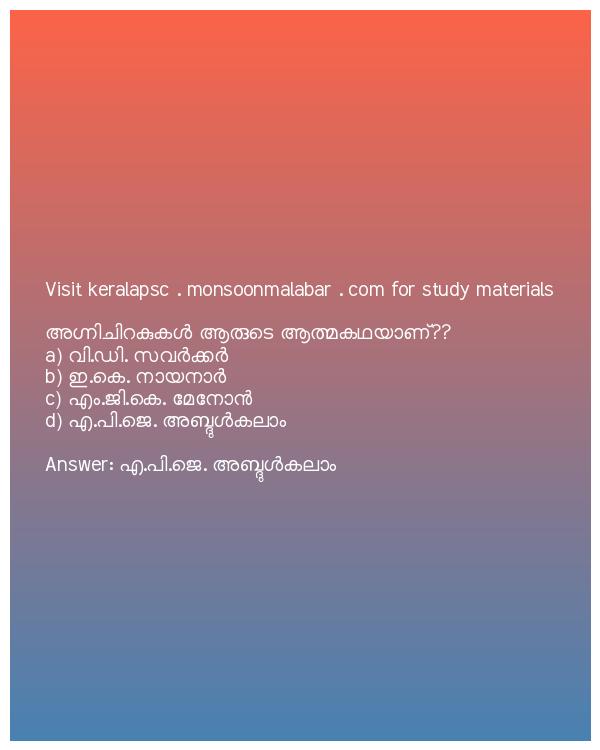 Visit keralapsc . monsoonmalabar . com for study materials
അഗ്നിചിറകുകൾ ആരുടെ ആത്മകഥയാണ്??
a) വി.ഡി. സവർക്കർ
b) ഇ.കെ. നായനാർ
c) എം.ജി.കെ. മേനോൻ
d) എ.പി.ജെ. അബ്ദുൾകലാം
Answer: എ.പി.ജെ. അബ്ദുൾകലാം